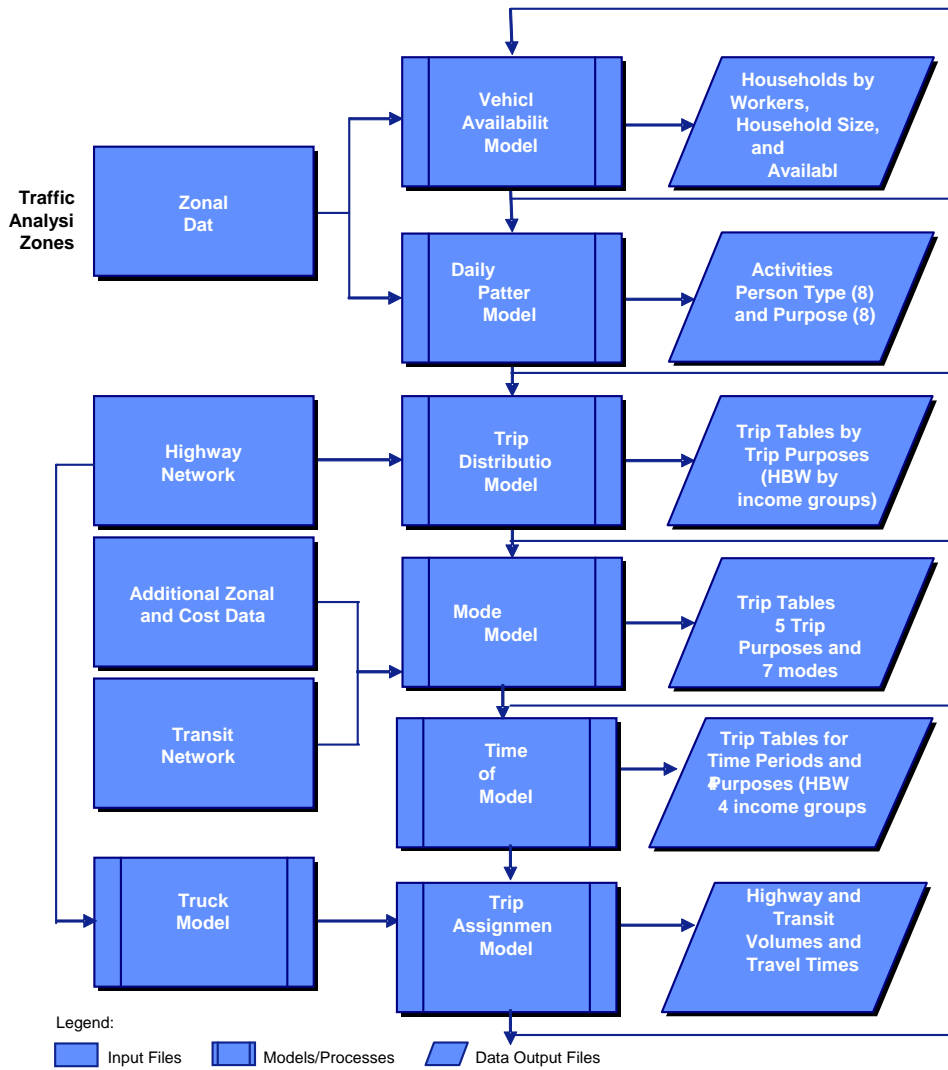 Vehicl
Availabilit
Model
Households by
Workers,
Household Size,
and
Availabl
Traffic
Analysi
Zones
Zonal
Dat
Daily
Patter
Model
Activities
Person Type (8)
and Purpose (8)
Highway
Network
Trip
Distributio
Model
Trip Tables by
Trip Purposes
(HBW by
income groups)
Additional Zonal
and Cost Data
Mode
Model
Trip Tables
5 Trip
Purposes and
7 modes
Transit
Network
Time
of
Model
Trip Tables for
Time Periods and
Purposes (HBW
4 income groups
Truck
Model
Trip
Assignmen
Model
Highway and
Transit
Volumes and
Travel Times
Legend:
Input Files
Models/Processes
Data Output Files